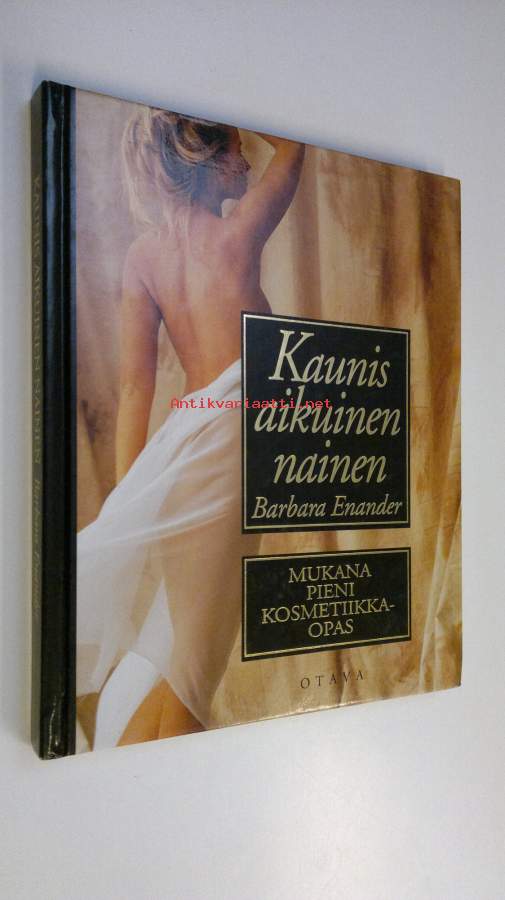 KAUNIS AIKUINEN NAINEN Barbara Enander
Antikvariaatti.net
Kaunis
aikuinen
nainen
Barbara Enander
MUKANA
PIENI
KOSMETIIKKA-
OPAS
OTAVA